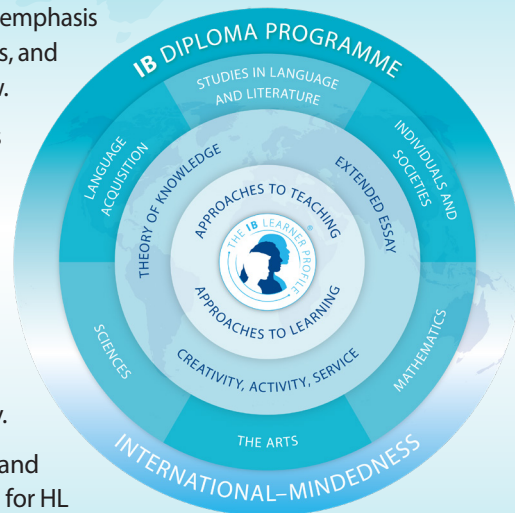 emphasis
s, and
v.
s
v.
and
for HL
IB DIPLOMA PROGRAMME
STUDIES IN LANGUAGE
AND LITERATURE
LANGUAGE
ACQUISITION
INDIVIDUALS AND
SOCIETIES
THEORY OF KNOWLEDGE
EXTENDED ESSAY
APPROACHES TO TEACHING
THE IB LEARNER PROFILE
®
APPROACHES TO LEARNING
CREATIVITY, ACTIVITY, SERVICE
SCIENCES
MATHEMATICS
THE ARTS
INTERNATIONAL–MINDEDNESS